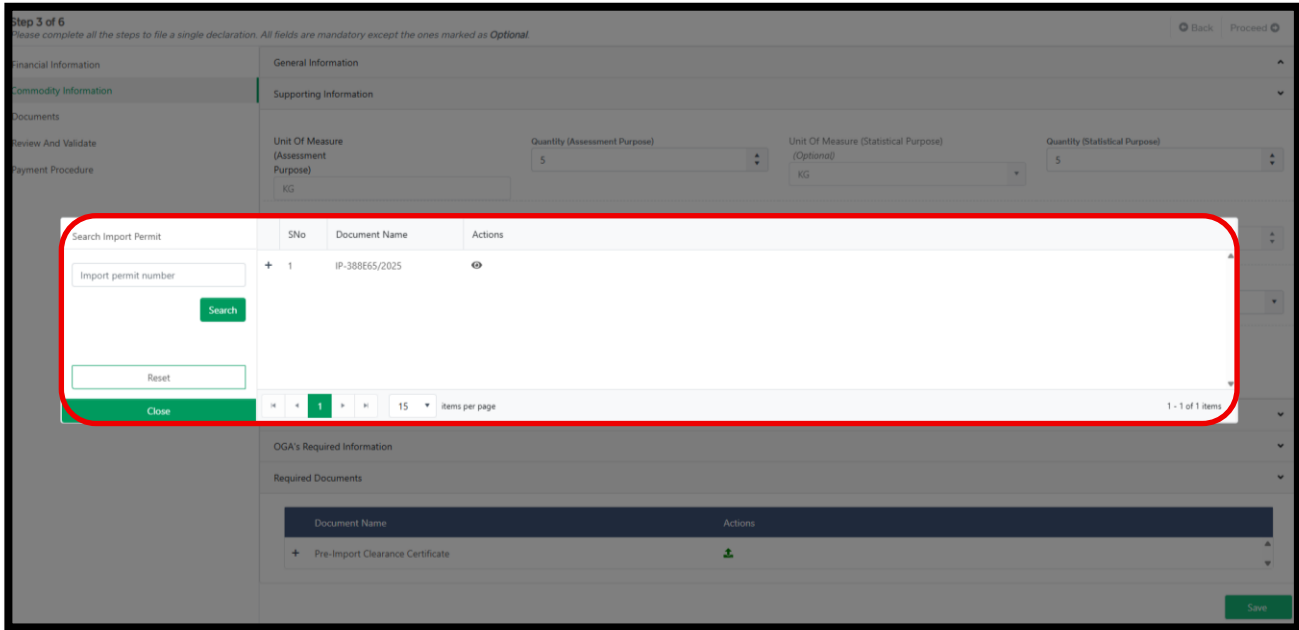 Step 3 of 6
Please complete all the steps to file a single declaration. All fields are mandatory except the ones marked as Optional.
Back Proceed
Financial Information
Commodity Information
Documents
Review And Validate
Payment Procedure
General Information
Supporting Information
Unit Of Measure
(Assessment
Purpose)
KG
Quantity (Assessment Purpose)
5
Unit Of Measure (Statistical Purpose)
(Optional)
KG
Quantity (Statistical Purpose)
5
Search Import Permit
Import permit number
Search
Reset
Close
SNo Document Name Actions
+ 1 IP-388E65/2025
1 15 items per page
1 - 1 of 1 items
OGA's Required Information
Required Documents
Document Name Actions
+ Pre-Import Clearance Certificate
Save